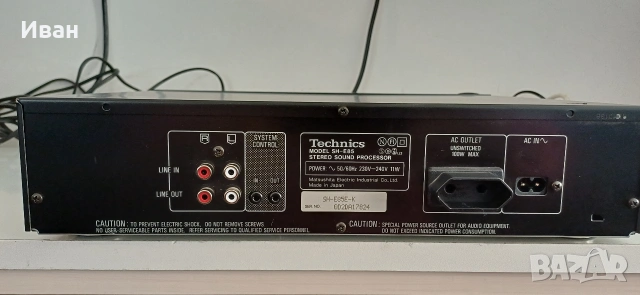 Иван
R L
SYSTEM
CONTROL
LINE IN
LINE OUT
IN OUT
Technics
MODEL SH-E85
STEREO SOUND PROCESSOR
POWER ~ 50/60Hz 230V-240V 11W
Matsushita Electric Industrial Co., Ltd.
Made in Japan
SH-E85E-K
SER.NO.
AC OUTLET
UNSWITCHED
100W MAX
AC IN ~
CAUTION: TO PREVENT ELECTRIC SHOCK, DO NOT REMOVE SCREWS.
NO USER-SERVICEABLE PARTS INSIDE. REFER SERVICING TO QUALIFIED SERVICE PERSONNEL.
CAUTION: SPECIAL POWER SOURCE OUTLET FOR AUDIO EQUIPMENT.
DO NOT EXCEED INDICATED POWER CONSUMPTION.
BAZAR
bg